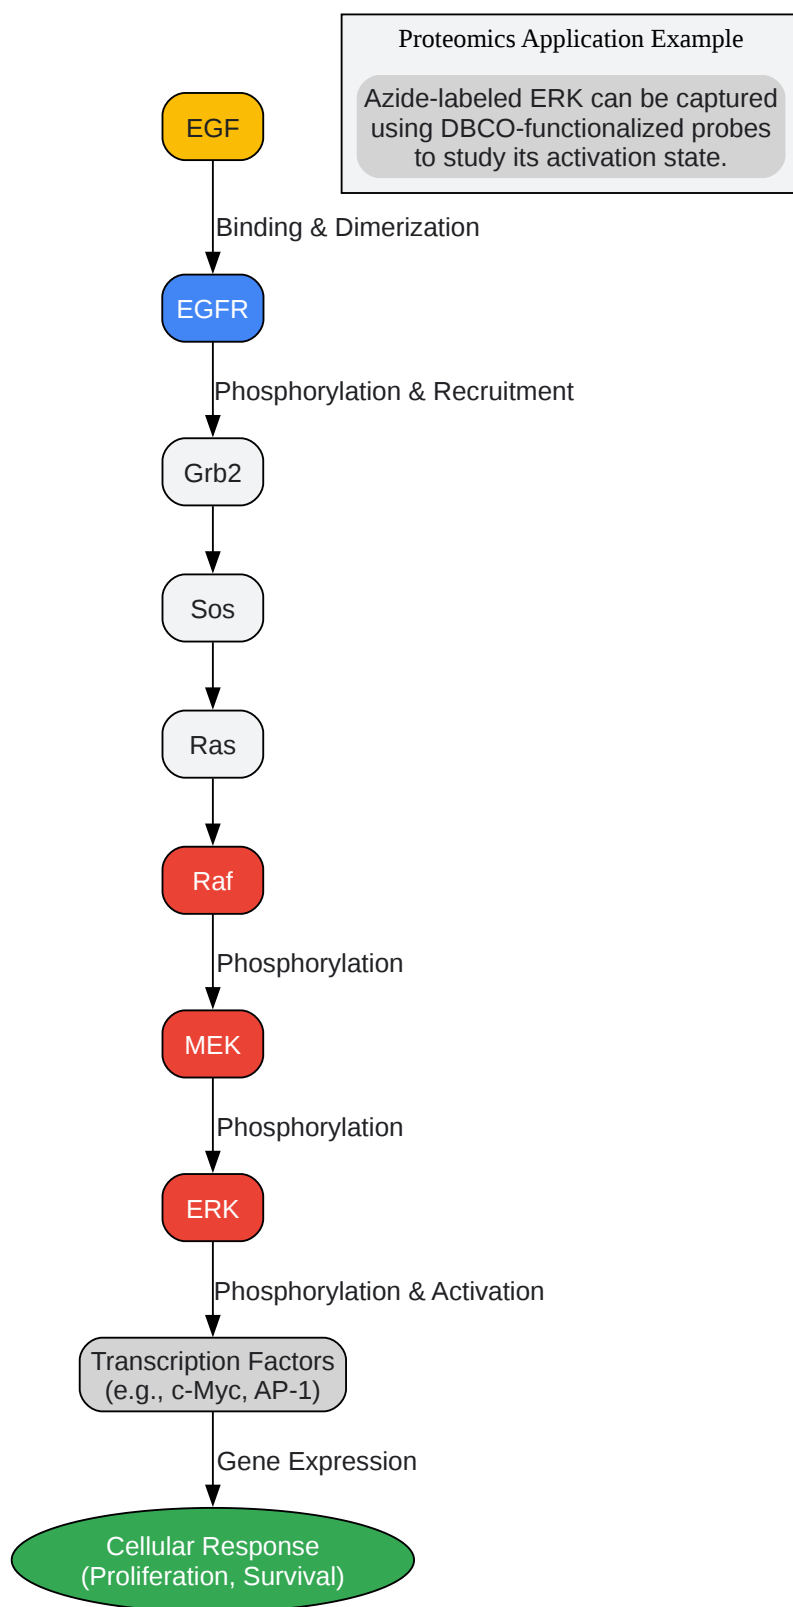 Proteomics Application Example
Azide-labeled ERK can be captured
using DBCO-functionalized probes
to study its activation state.
EGF
Binding & Dimerization
EGFR
Phosphorylation & Recruitment
Grb2
Sos
Ras
Raf
Phosphorylation
MEK
Phosphorylation
ERK
Phosphorylation & Activation
Transcription Factors
(e.g., c-Myc, AP-1)
Gene Expression
Cellular Response
(Proliferation, Survival)